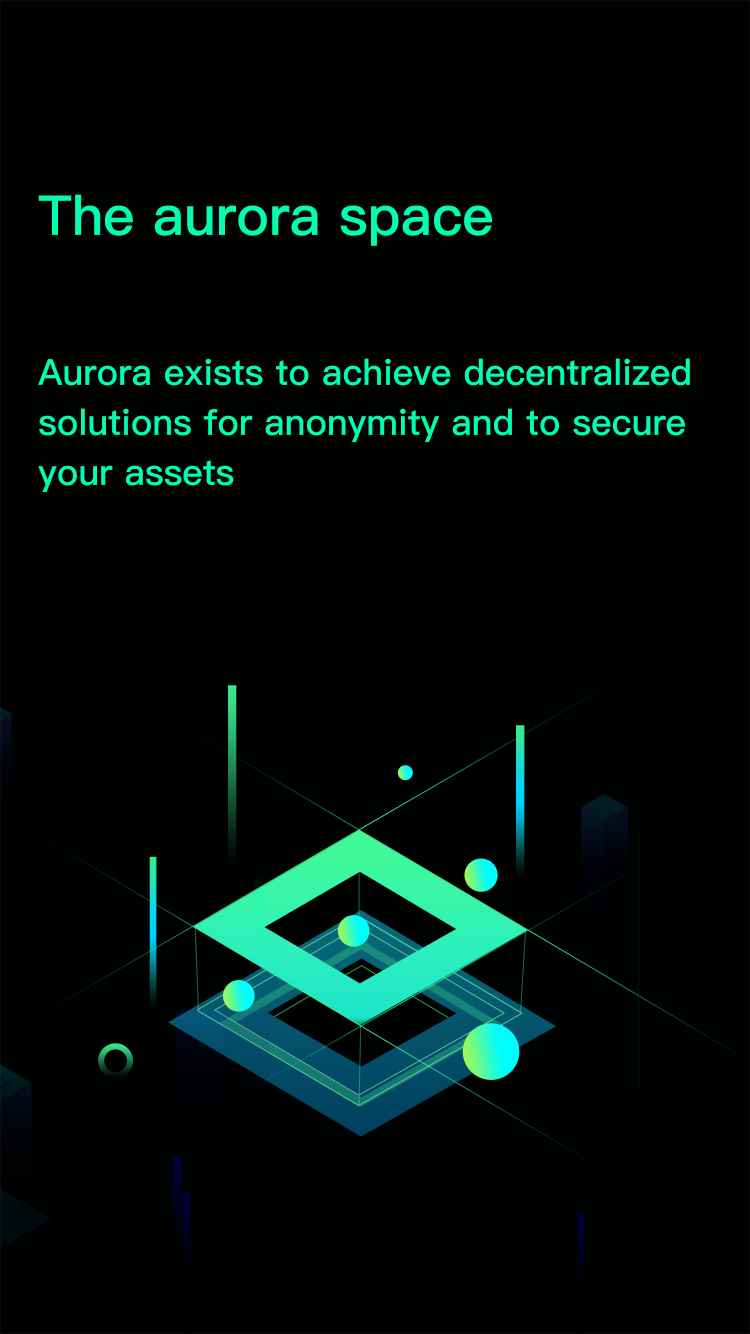 The aurora space
Aurora exists to achieve decentralized
solutions for anonymity and to secure
your assets